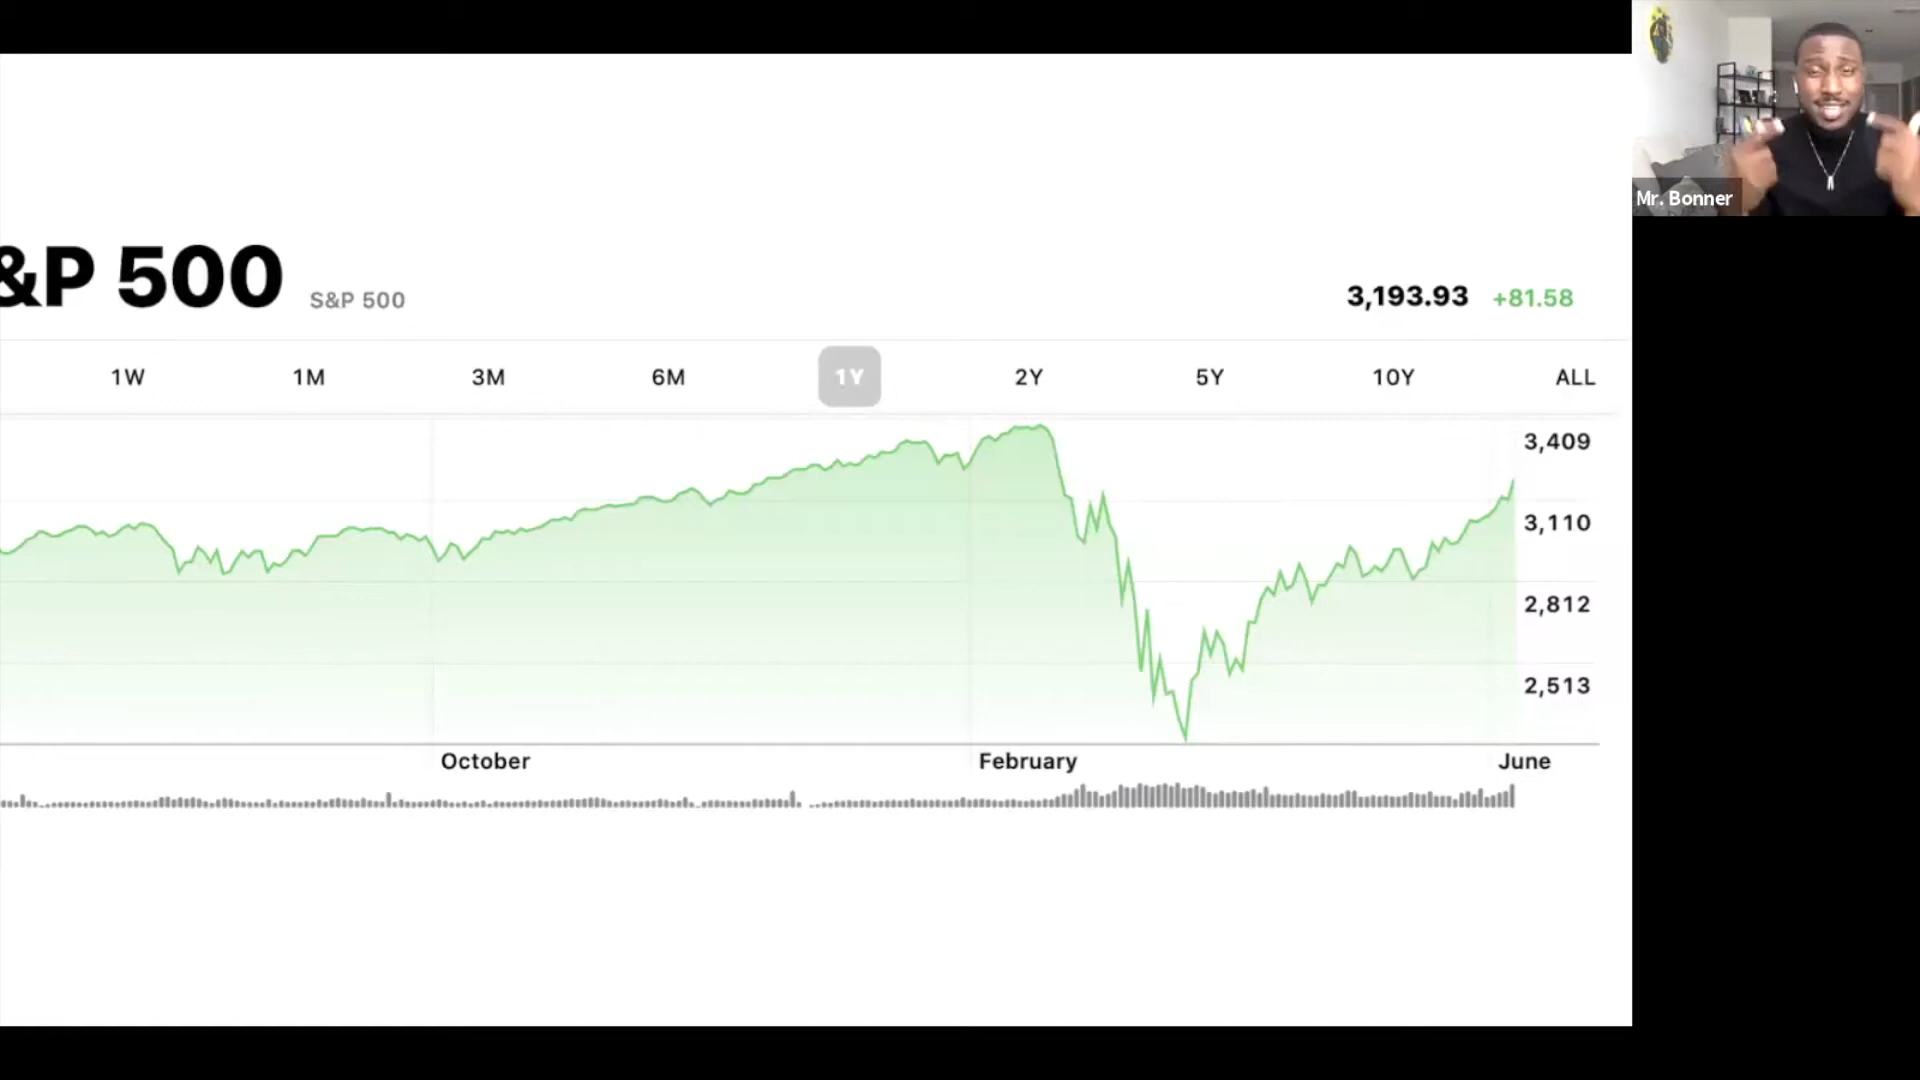 Mr. Bonner
&P 500 S&P 500 3,193.93 +81.58
1W 1M 3M 6M 1Y 2Y 5Y 10Y ALL
3,409
3,110
2,812
2,513
October February June